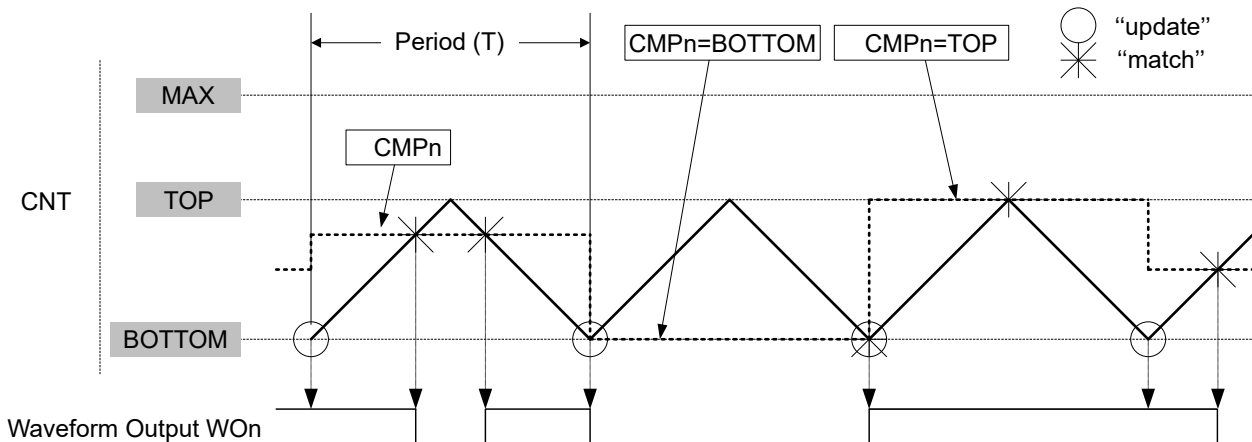 Period (T)
CMPn=BOTTOM
CMPn=TOP
“update”
“match”
MAX
CMPn
CNT
TOP
BOTTOM
Waveform Output WOn